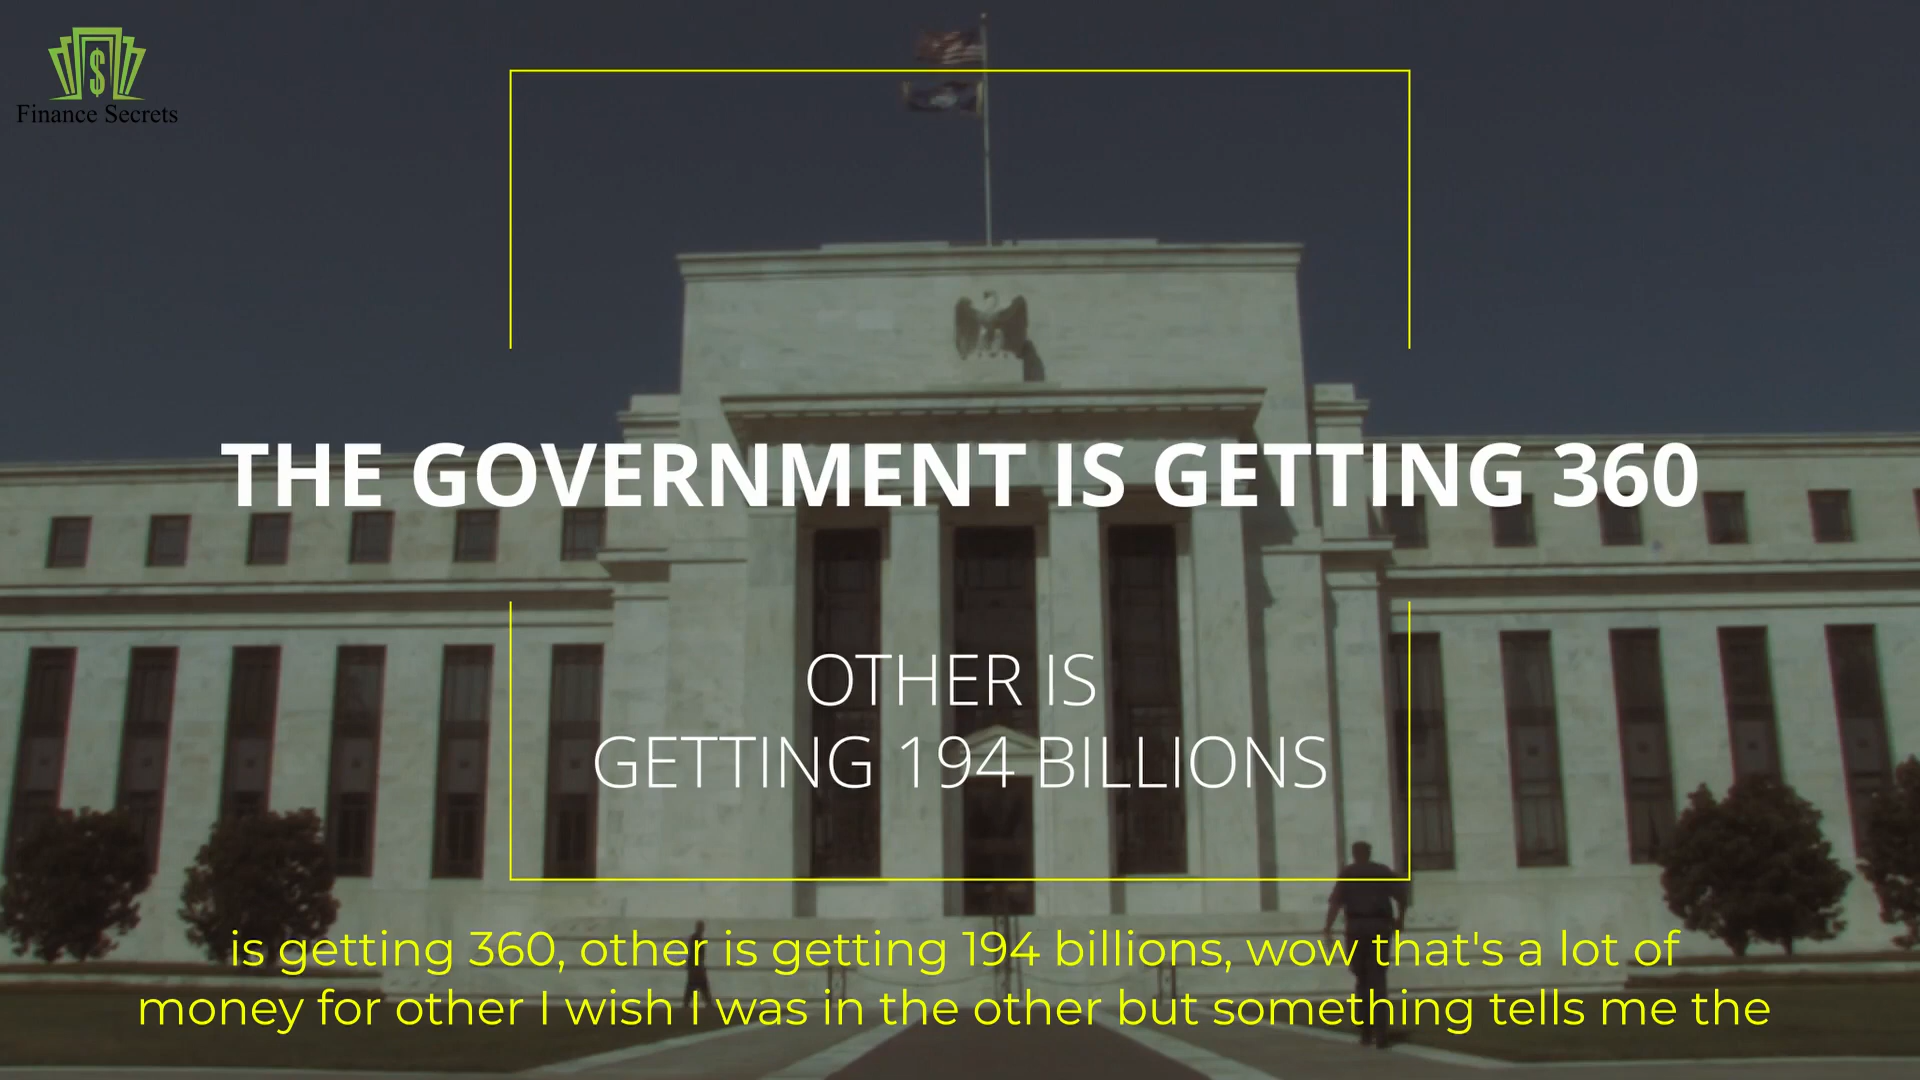 $
Finance Secrets
THE GOVERNMENT IS GETTING 360
OTHER IS
GETTING 194 BILLIONS
is getting 360, other is getting 194 billions, wow that's a lot of
money for other I wish I was in the other but something tells me the